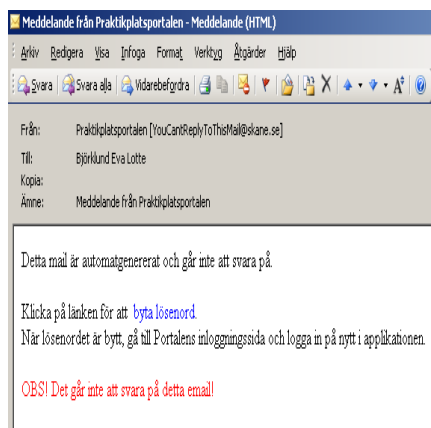 Meddelande från Praktikplatsportalen - Meddelande (HTML)
Arkiv Redigera Visa Infoga Format Verktyg Åtgärder Hjälp
Svara Svara alla Vidarebefordra
Från: Praktikplatsportalen [YouCantReplyToThisMail@skane.se]
Till: Björklund Eva Lotte
Kopia:
Ämne: Meddelande från Praktikplatsportalen
Detta mail är automatgenererat och går inte att svara på.
Klicka på länken för att byta lösenord.
När lösenordet är bytt, gå till Portalens inloggningssida och logga in på nytt i applikationen.
OBS! Det går inte att svara på detta email!